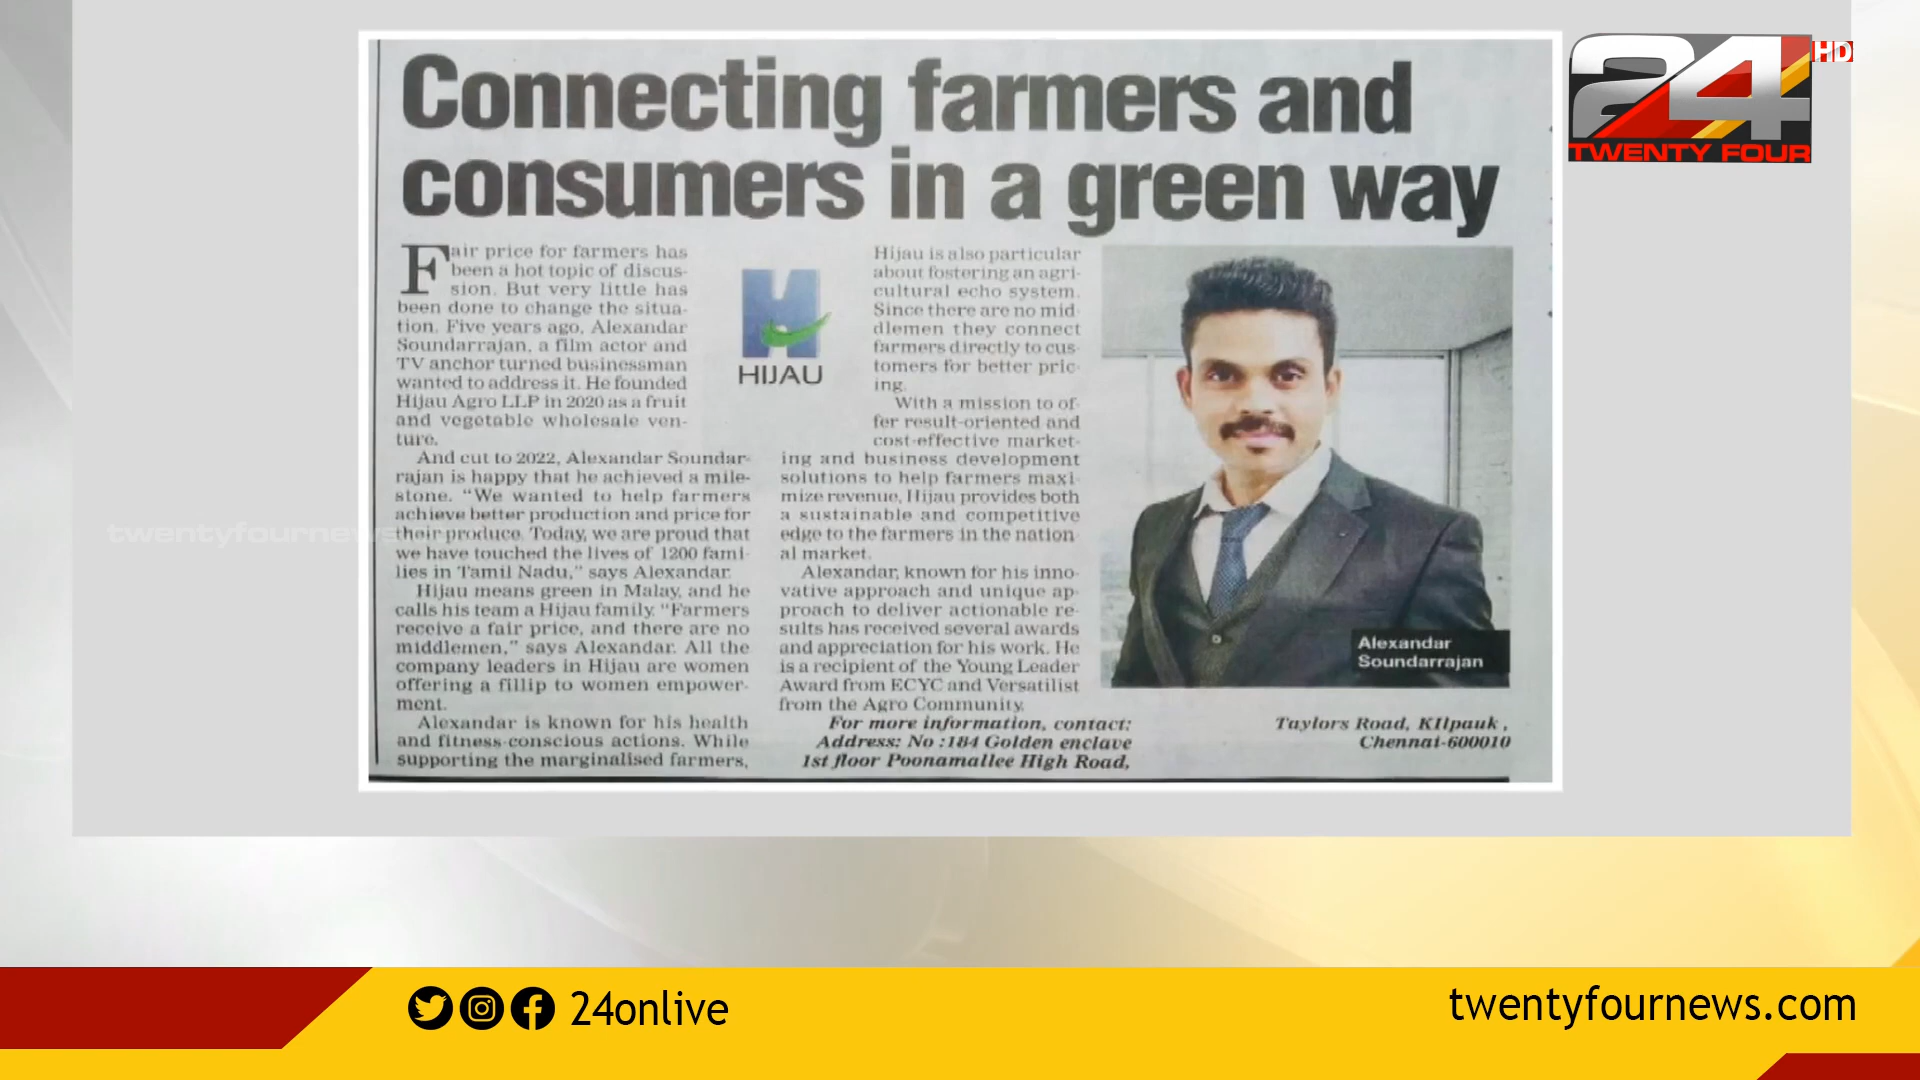 Connecting farmers and
consumers in a green way
Fair price for farmers has
been a hot topic of discus-
sion. But very little has
been done to change the situa-
tion. Five years ago, Alexandar
Soundarrajan, a film actor and
TV anchor turned businessman
wanted to address it. He founded
Hijau Agro LLP in 2020 as a fruit
and vegetable wholesale ven-
ture.
And cut to 2022, Alexandar Soundar-
rajan is happy that he achieved a mile-
stone. “We wanted to help farmers
achieve better production and price for
their produce. Today, we are proud that
we have touched the lives of 1200 fami-
lies in Tamil Nadu,” says Alexandar.
Hijau means green in Malay, and he
calls his team a Hijau family. “Farmers
receive a fair price, and there are no
middlemen,” says Alexandar. All the
company leaders in Hijau are women
offering a fillip to women empower-
ment.
Alexandar is known for his health
and fitness-conscious actions. While
supporting the marginalised farmers,
HIJAU
Hijau is also particular
about fostering an agri-
cultural echo system.
Since there are no mid-
dlemen they connect
farmers directly to cus-
tomers for better pric-
ing.
With a mission to of-
fer result-oriented and
cost-effective market-
ing and business development
solutions to help farmers maxi-
mize revenue, Hijau provides both
a sustainable and competitive
edge to the farmers in the nation-
al market.
Alexandar, known for his inno-
vative approach and unique ap-
proach to deliver actionable re-
sults has received several awards
and appreciation for his work. He
is a recipient of the Young Leader
Award from ECYC and Versatilist
from the Agro Community.
For more information, contact:
Address: No :184 Golden enclave
1st floor Poonamallee High Road,
Taylors Road, KIlpauk ,
Chennai-600010
Alexandar
Soundarrajan
24 HD
TWENTY FOUR
twentyfournews
24onlive
twentyfournews.com